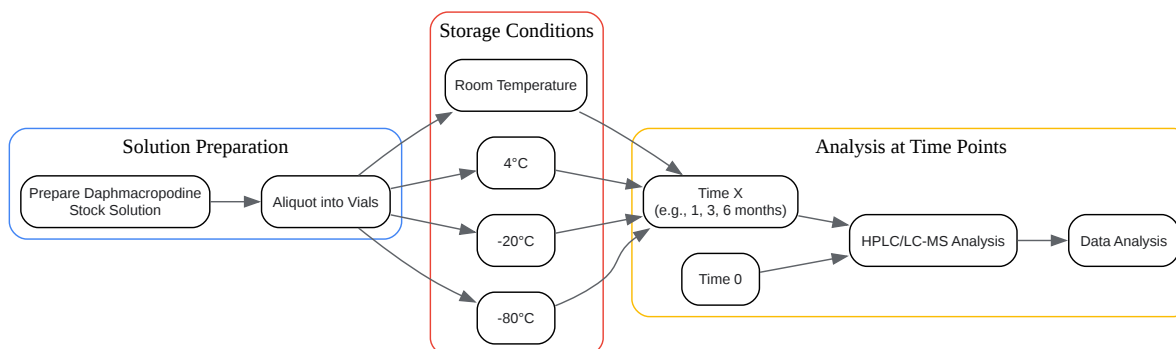 Solution Preparation
Prepare Daphmacropodine
Stock Solution
Aliquot into Vials
Storage Conditions
Room Temperature
4°C
-20°C
-80°C
Analysis at Time Points
Time X
(e.g., 1, 3, 6 months)
Time 0
HPLC/LC-MS Analysis
Data Analysis